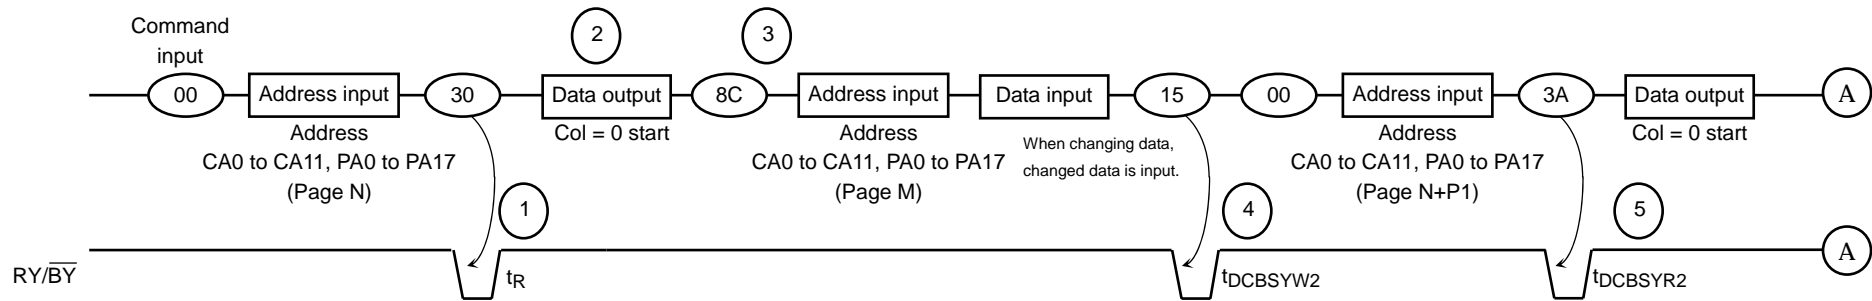 Command
input
2
3
00
Address input
30
Data output
8C
Address input
Data input
15
00
Address input
3A
Data output
A
Address
CA0 to CA11, PA0 to PA17
(Page N)
Col = 0 start
Address
CA0 to CA11, PA0 to PA17
(Page M)
When changing data,
changed data is input.
Address
CA0 to CA11, PA0 to PA17
(Page N+P1)
Col = 0 start
1
4
5
RY/BY
tR
tDCBSYW2
tDCBSYR2
A